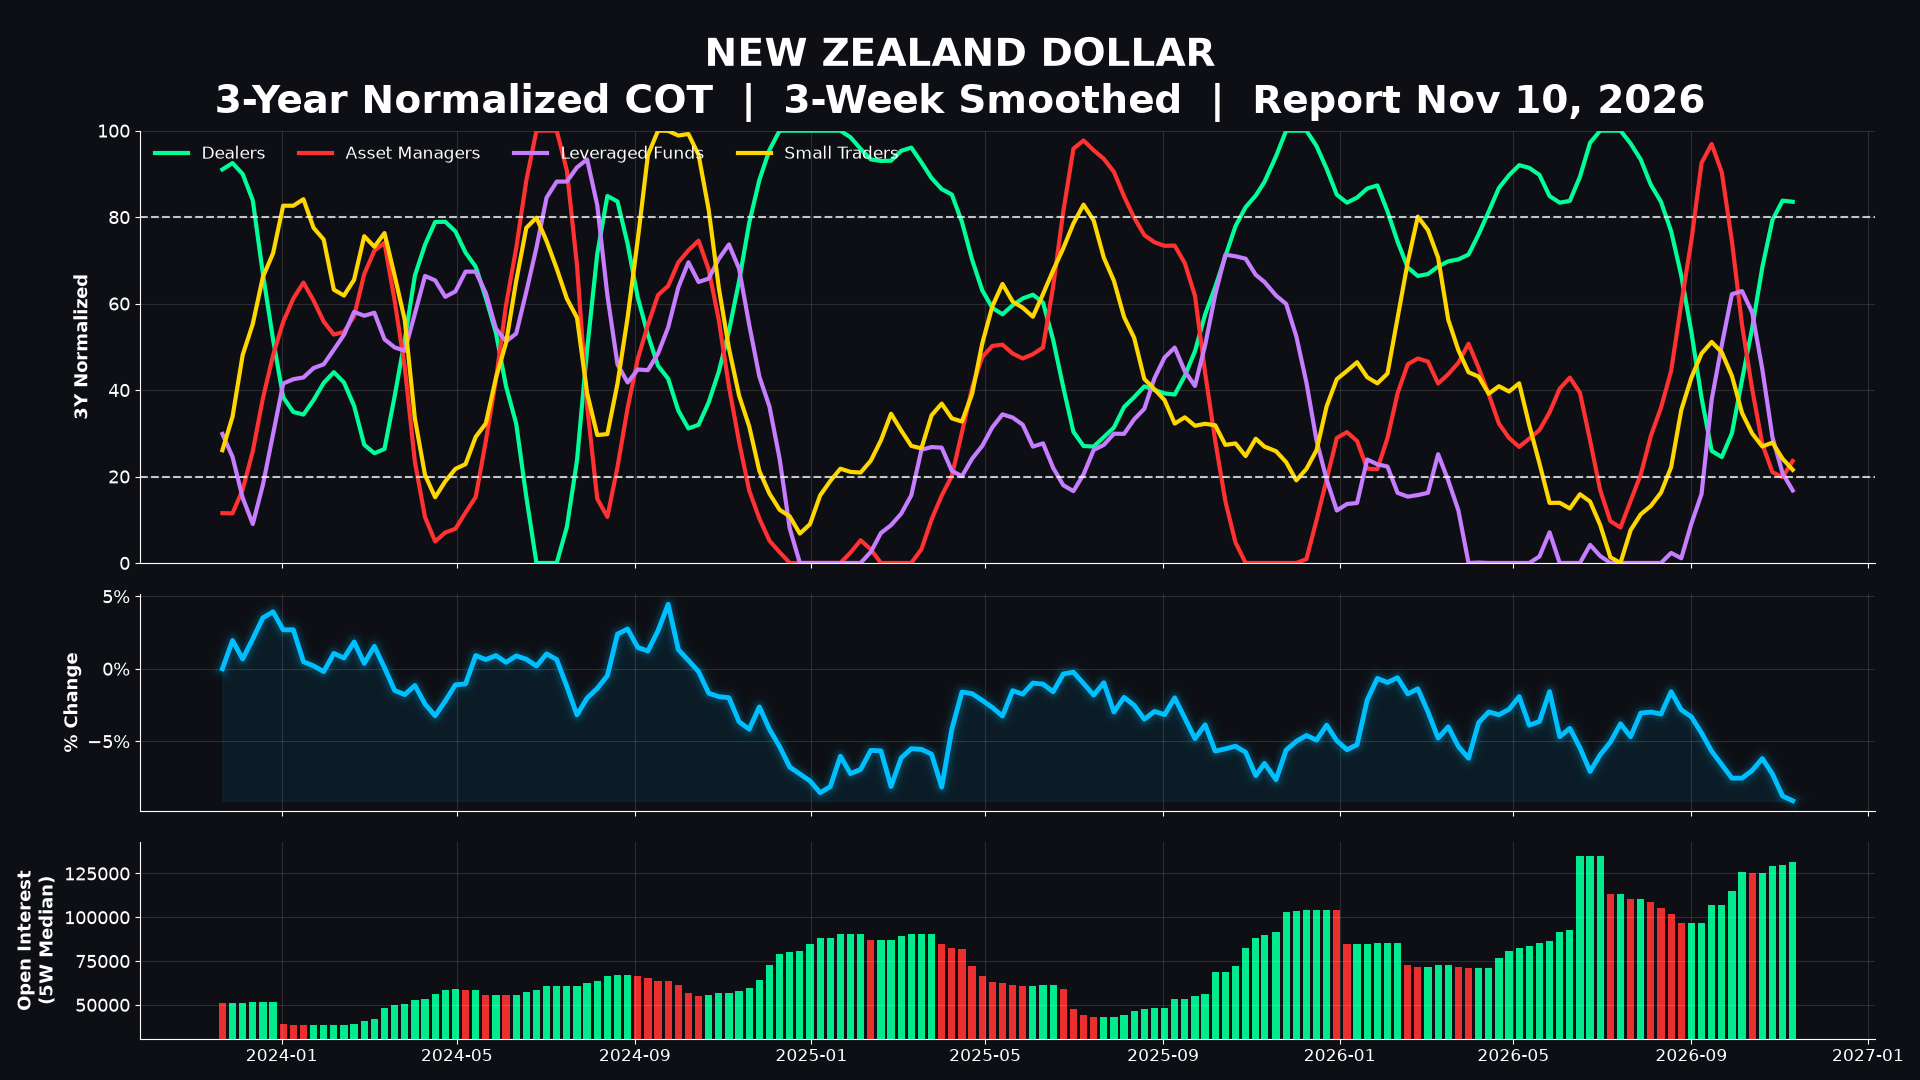 NEW ZEALAND DOLLAR
3-Year Normalized COT | 3-Week Smoothed | Report Nov 10, 2026
Dealers
Asset Managers
Leveraged Funds
Small Traders
3Y Normalized
100
80
60
40
20
0
% Change
5%
0%
−5%
Open Interest
(5W Median)
125000
100000
75000
50000
2024-01
2024-05
2024-09
2025-01
2025-05
2025-09
2026-01
2026-05
2026-09
2027-01